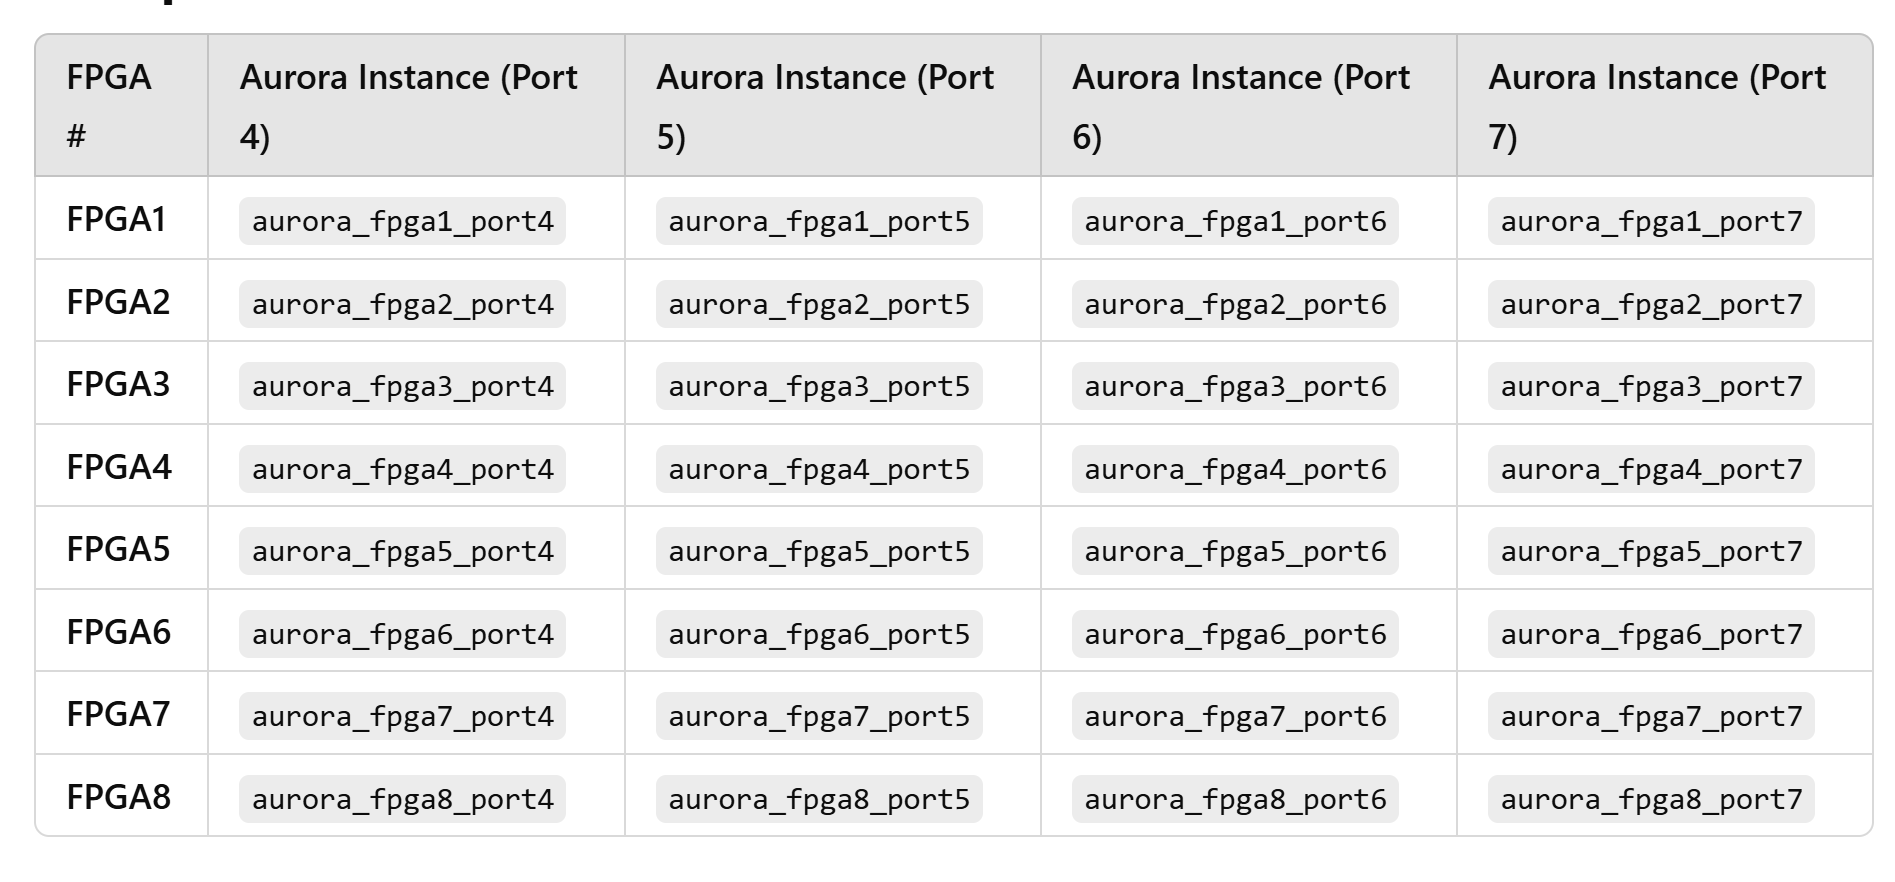 FPGA # Aurora Instance (Port 4) Aurora Instance (Port 5) Aurora Instance (Port 6) Aurora Instance (Port 7)
FPGA1 aurora_fpga1_port4 aurora_fpga1_port5 aurora_fpga1_port6 aurora_fpga1_port7
FPGA2 aurora_fpga2_port4 aurora_fpga2_port5 aurora_fpga2_port6 aurora_fpga2_port7
FPGA3 aurora_fpga3_port4 aurora_fpga3_port5 aurora_fpga3_port6 aurora_fpga3_port7
FPGA4 aurora_fpga4_port4 aurora_fpga4_port5 aurora_fpga4_port6 aurora_fpga4_port7
FPGA5 aurora_fpga5_port4 aurora_fpga5_port5 aurora_fpga5_port6 aurora_fpga5_port7
FPGA6 aurora_fpga6_port4 aurora_fpga6_port5 aurora_fpga6_port6 aurora_fpga6_port7
FPGA7 aurora_fpga7_port4 aurora_fpga7_port5 aurora_fpga7_port6 aurora_fpga7_port7
FPGA8 aurora_fpga8_port4 aurora_fpga8_port5 aurora_fpga8_port6 aurora_fpga8_port7